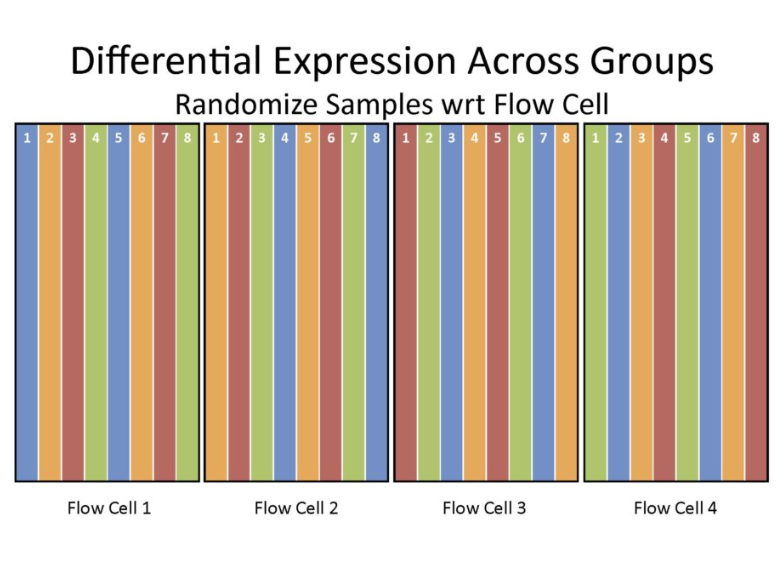 Differential Expression Across Groups
Randomize Samples wrt Flow Cell
1 2 3 4 5 6 7 8 1 2 3 4 5 6 7 8 1 2 3 4 5 6 7 8 1 2 3 4 5 6 7 8
Flow Cell 1 Flow Cell 2 Flow Cell 3 Flow Cell 4